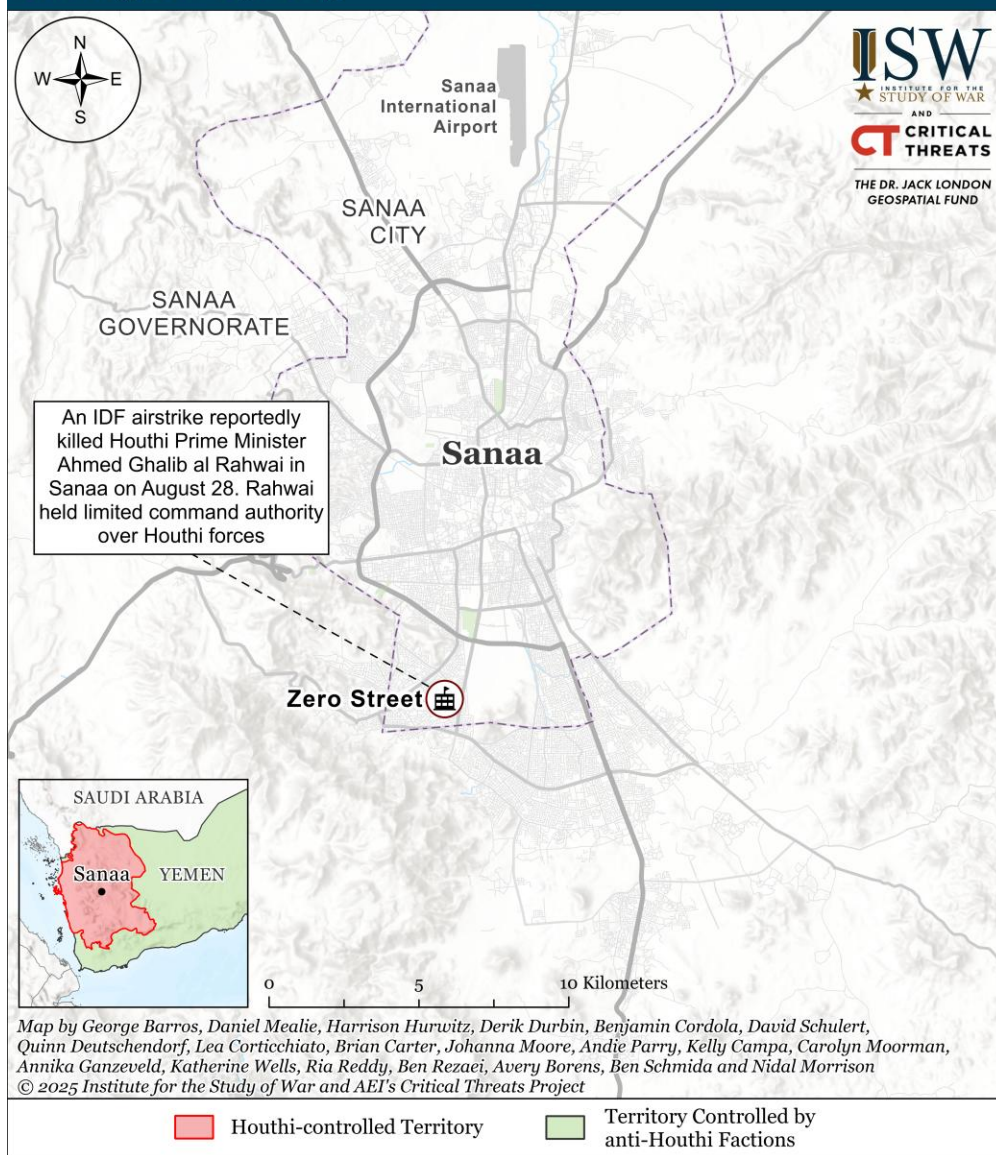 N
W E
S
ISW
INSTITUTE FOR THE
STUDY OF WAR
AND
CT CRITICAL
THREATS
THE DR. JACK LONDON
GEOSPATIAL FUND
Sanaa
International
Airport
SANAA
CITY
SANAA
GOVERNORATE
An IDF airstrike reportedly
killed Houthi Prime Minister
Ahmed Ghalib al Rahwai in
Sanaa on August 28. Rahwai
held limited command authority
over Houthi forces
Sanaa
Zero Street
SAUDI ARABIA
Sanaa
YEMEN
0 5 10 Kilometers
Map by George Barros, Daniel Mealie, Harrison Hurwitz, Derik Durbin, Benjamin Cordola, David Schulert,
Quinn Deutschendorf, Lea Corticchiato, Brian Carter, Johanna Moore, Andie Parry, Kelly Campa, Carolyn Moorman,
Annika Ganzeveld, Katherine Wells, Ria Reddy, Ben Rezaei, Avery Borens, Ben Schmida and Nidal Morrison
© 2025 Institute for the Study of War and AEI's Critical Threats Project
Houthi-controlled Territory
Territory Controlled by
anti-Houthi Factions